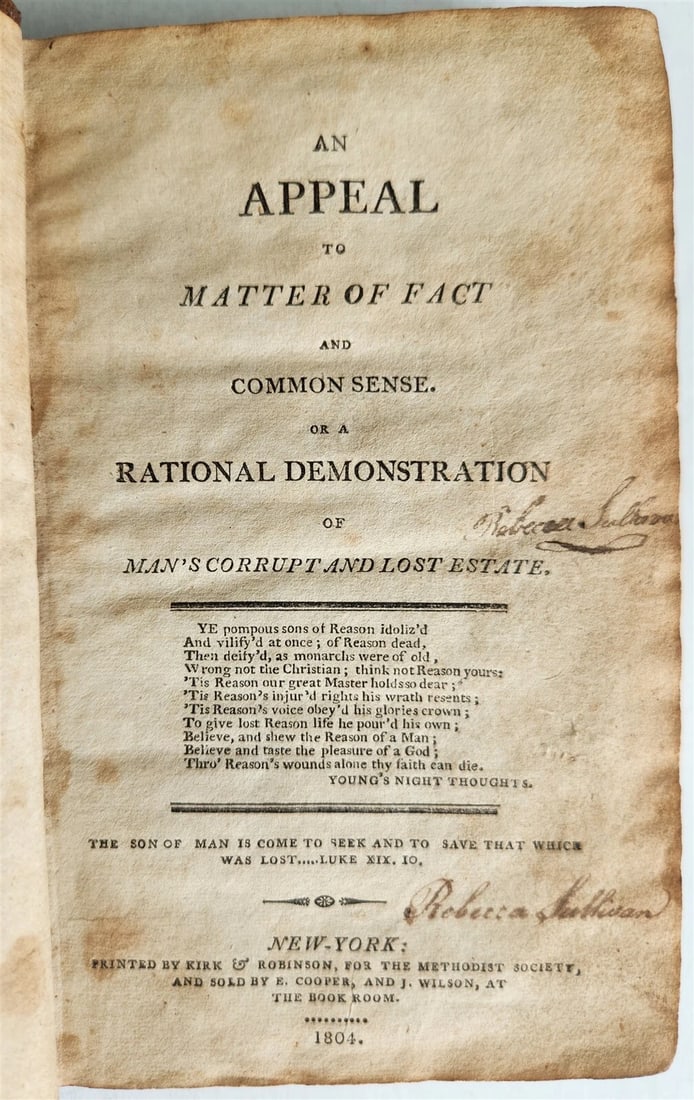 AN
APPEAL
TO
MATTER OF FACT
AND
COMMON SENSE.
OR A
RATIONAL DEMONSTRATION
OF
Rebecca Sullivan
MAN'S CORRUPT AND LOST ESTATE.
YE pompous sons of Reason idoliz'd
And vilify'd at once; of Reason dead,
Then deify'd, as monarchs were of old,
Wrong not the Christian; think not Reason yours:
'Tis Reason our great Master holds so dear;
'Tis Reason's injur'd rights his wrath resents;
'Tis Reason's voice obey'd his glories crown;
To give lost Reason life he pour'd his own;
Believe, and shew the Reason of a Man;
Believe and taste the pleasure of a God;
Thro' Reason's wounds alone thy faith can die.
YOUNG'S NIGHT THOUGHTS.
THE SON OF MAN IS COME TO SEEK AND TO SAVE THAT WHICH
WAS LOST.....LUKE XIX. 10.
Rebecca Sullivan
NEW-YORK:
PRINTED BY KIRK & ROBINSON, FOR THE METHODIST SOCIETY,
AND SOLD BY E. COOPER, AND J. WILSON, AT
THE BOOK ROOM.
1804.